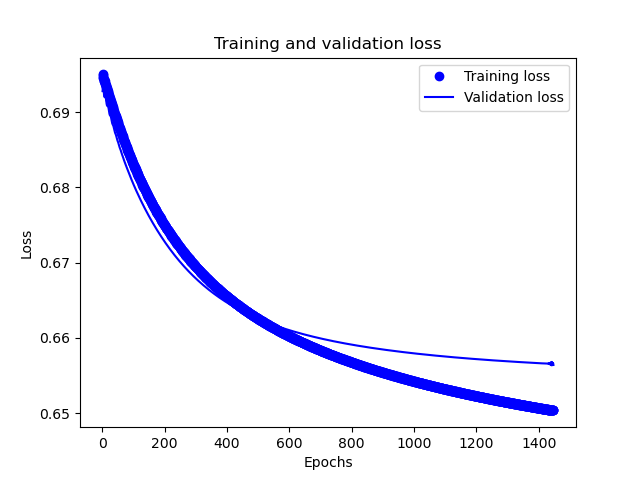 Training and validation loss
Training loss
Validation loss
0.69
0.68
0.67
0.66
0.65
Loss
0
200
400
600
800
1000
1200
1400
Epochs